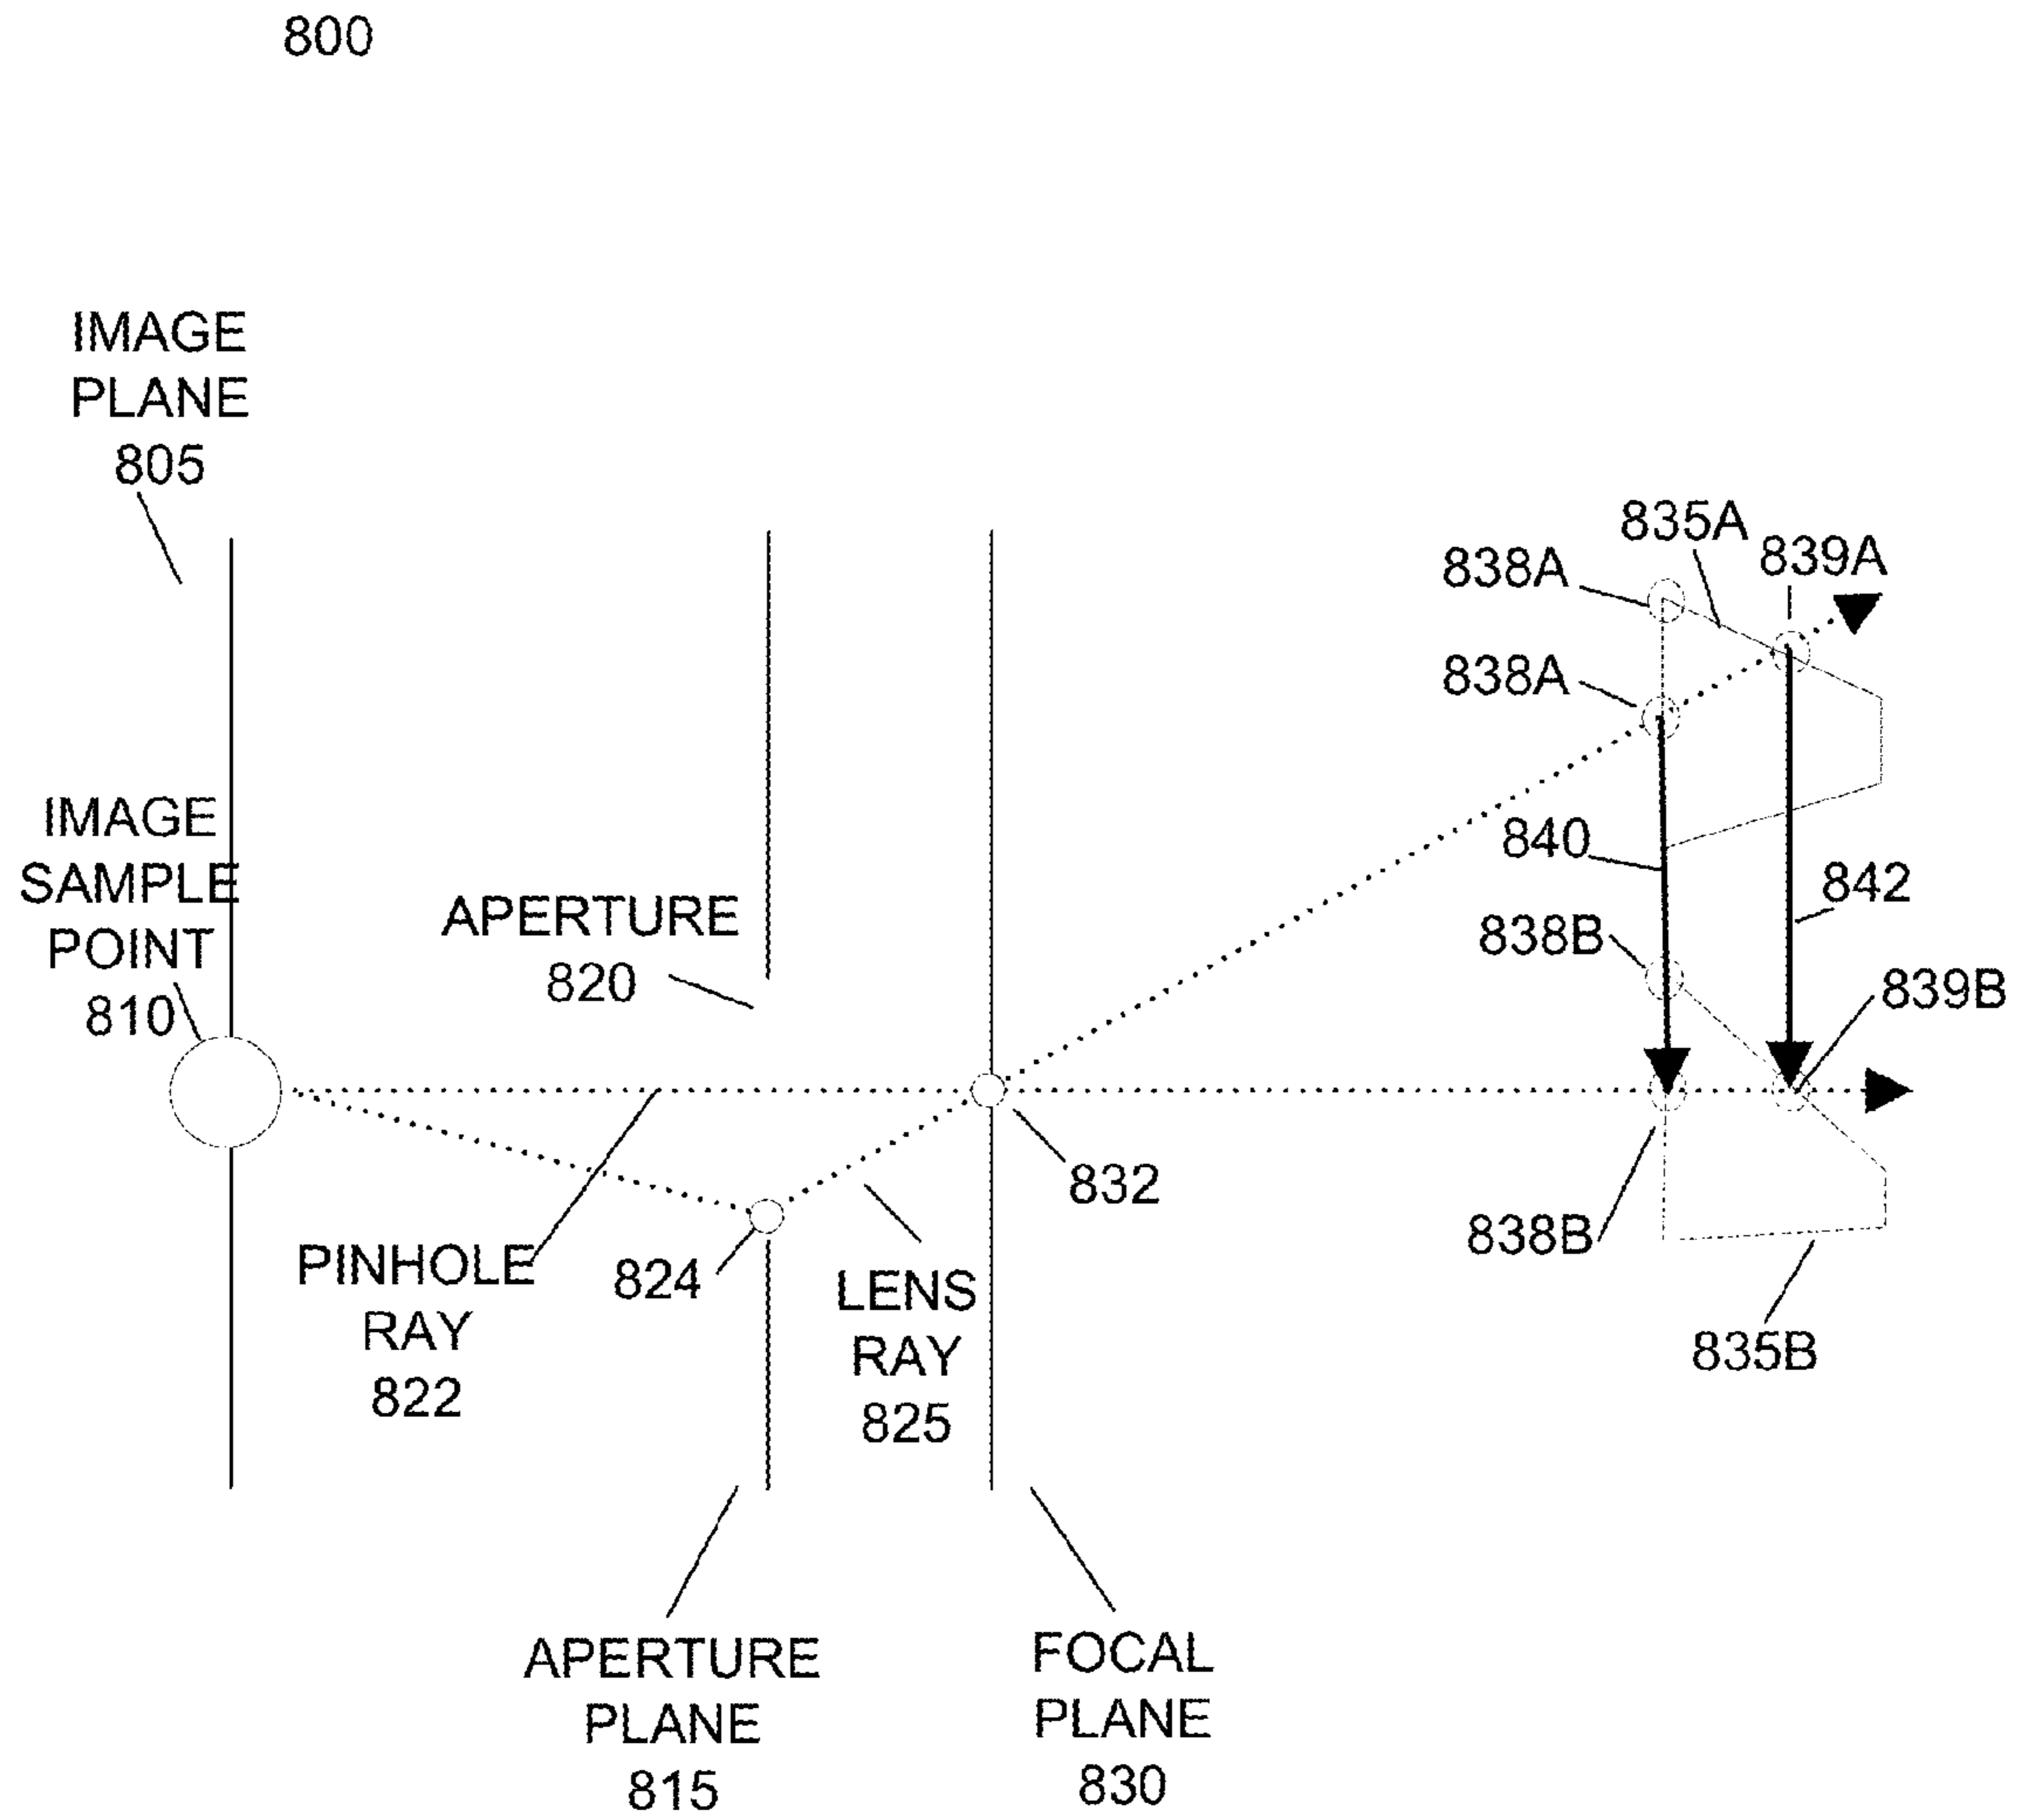 800
IMAGE
PLANE
805
835A
838A
839A
838A
IMAGE
SAMPLE
POINT
810
APERTURE
820
840
842
838B
839B
832
838B
PINHOLE
RAY
822
824
LENS
RAY
825
835B
APERTURE
PLANE
815
FOCAL
PLANE
830